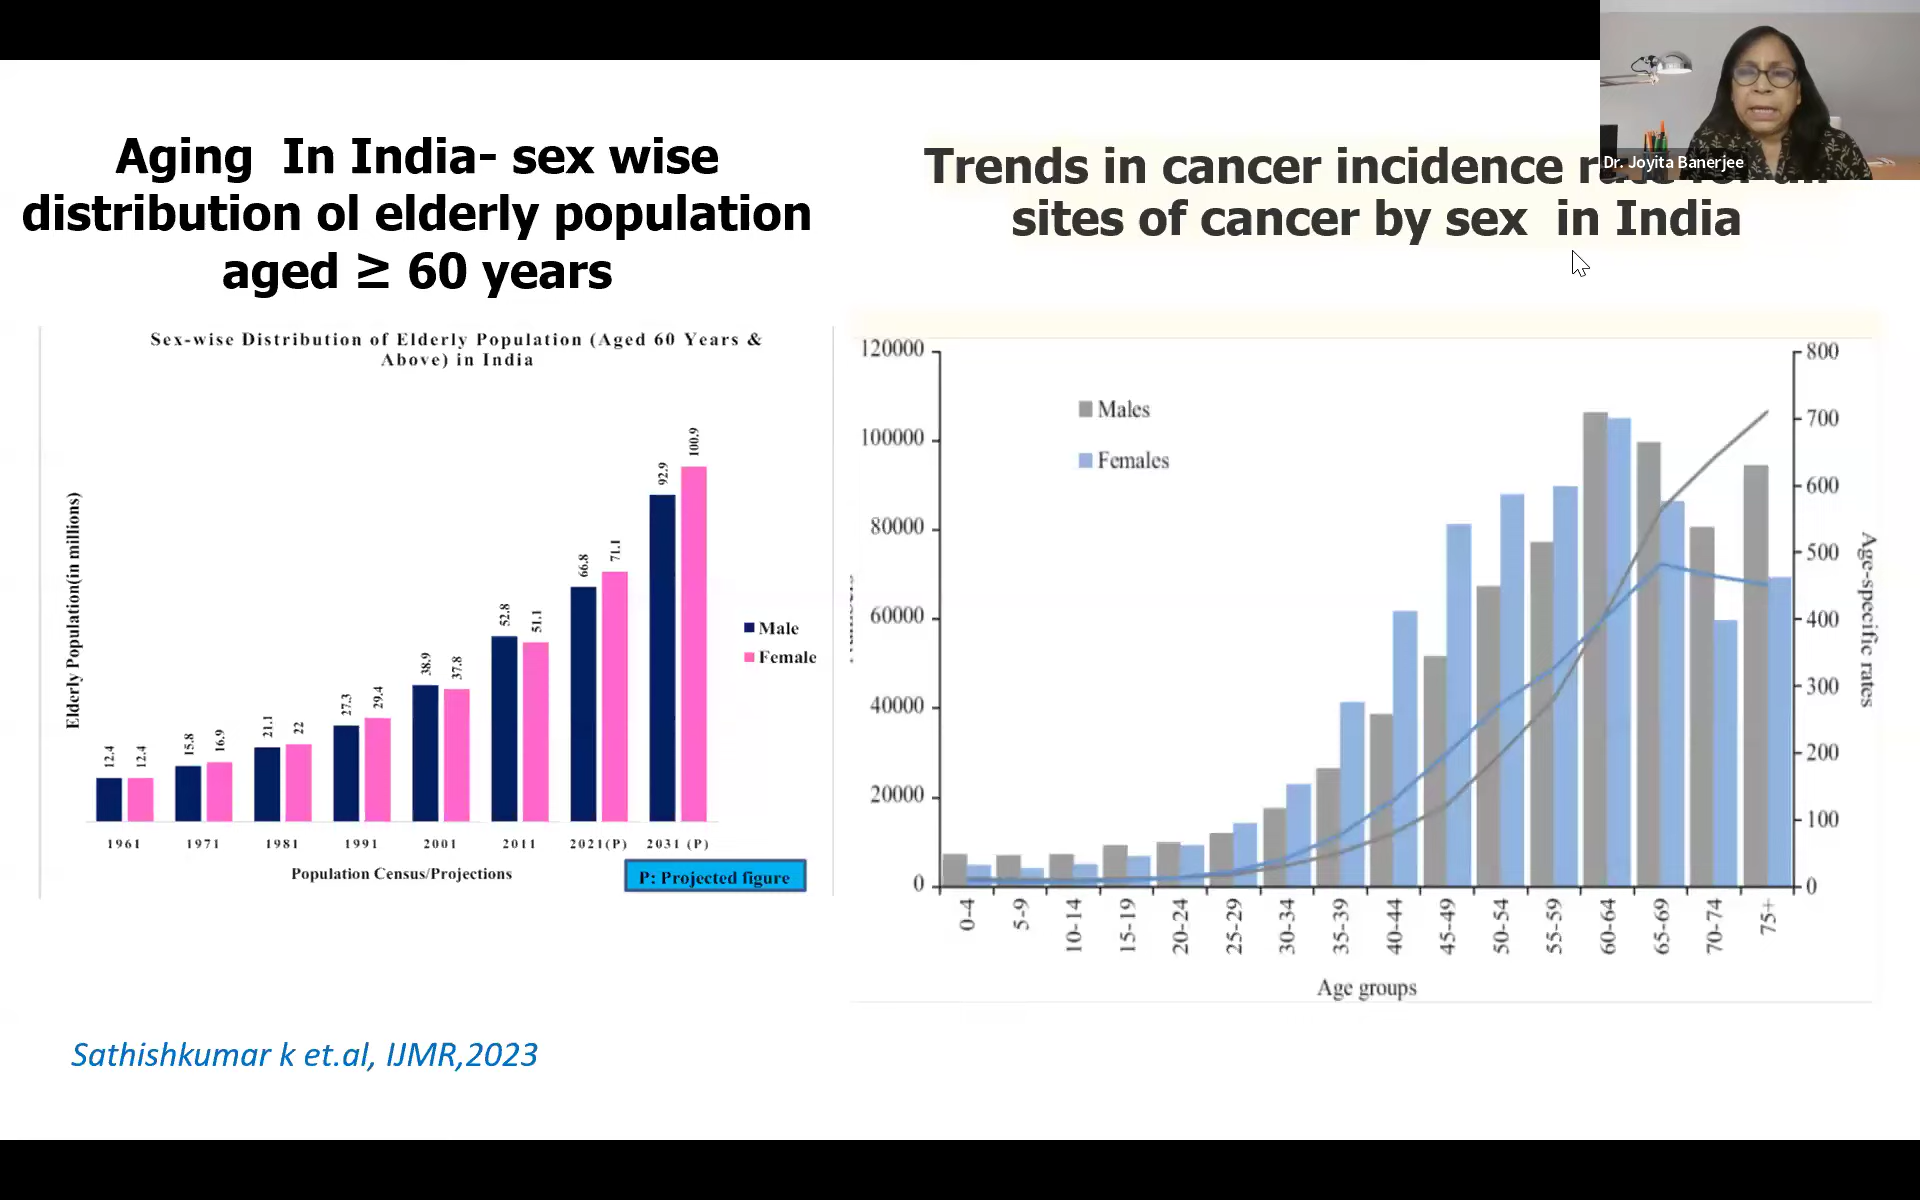 Aging In India- sex wise
distribution ol elderly population
aged ≥ 60 years
Trends in cancer incidence
sites of cancer by sex in India
Dr. Joyita Banerjee
Sex-wise Distribution of Elderly Population (Aged 60 Years &
Above) in India
Elderly Population(in millions)
12.4 12.4 15.8 16.9 21.1 22 27.3 29.4 38.9 37.8 52.8 51.1 66.8 71.1 92.9 100.9
Male
Female
1961 1971 1981 1991 2001 2011 2021(P) 2031 (P)
Population Census/Projections
P: Projected figure
120000
100000
80000
60000
40000
20000
0
Males
Females
800
700
600
500
400
300
200
100
0
Age-specific rates
0-4 5-9 10-14 15-19 20-24 25-29 30-34 35-39 40-44 45-49 50-54 55-59 60-64 65-69 70-74 75+
Age groups
Sathishkumar k et.al, IJMR,2023